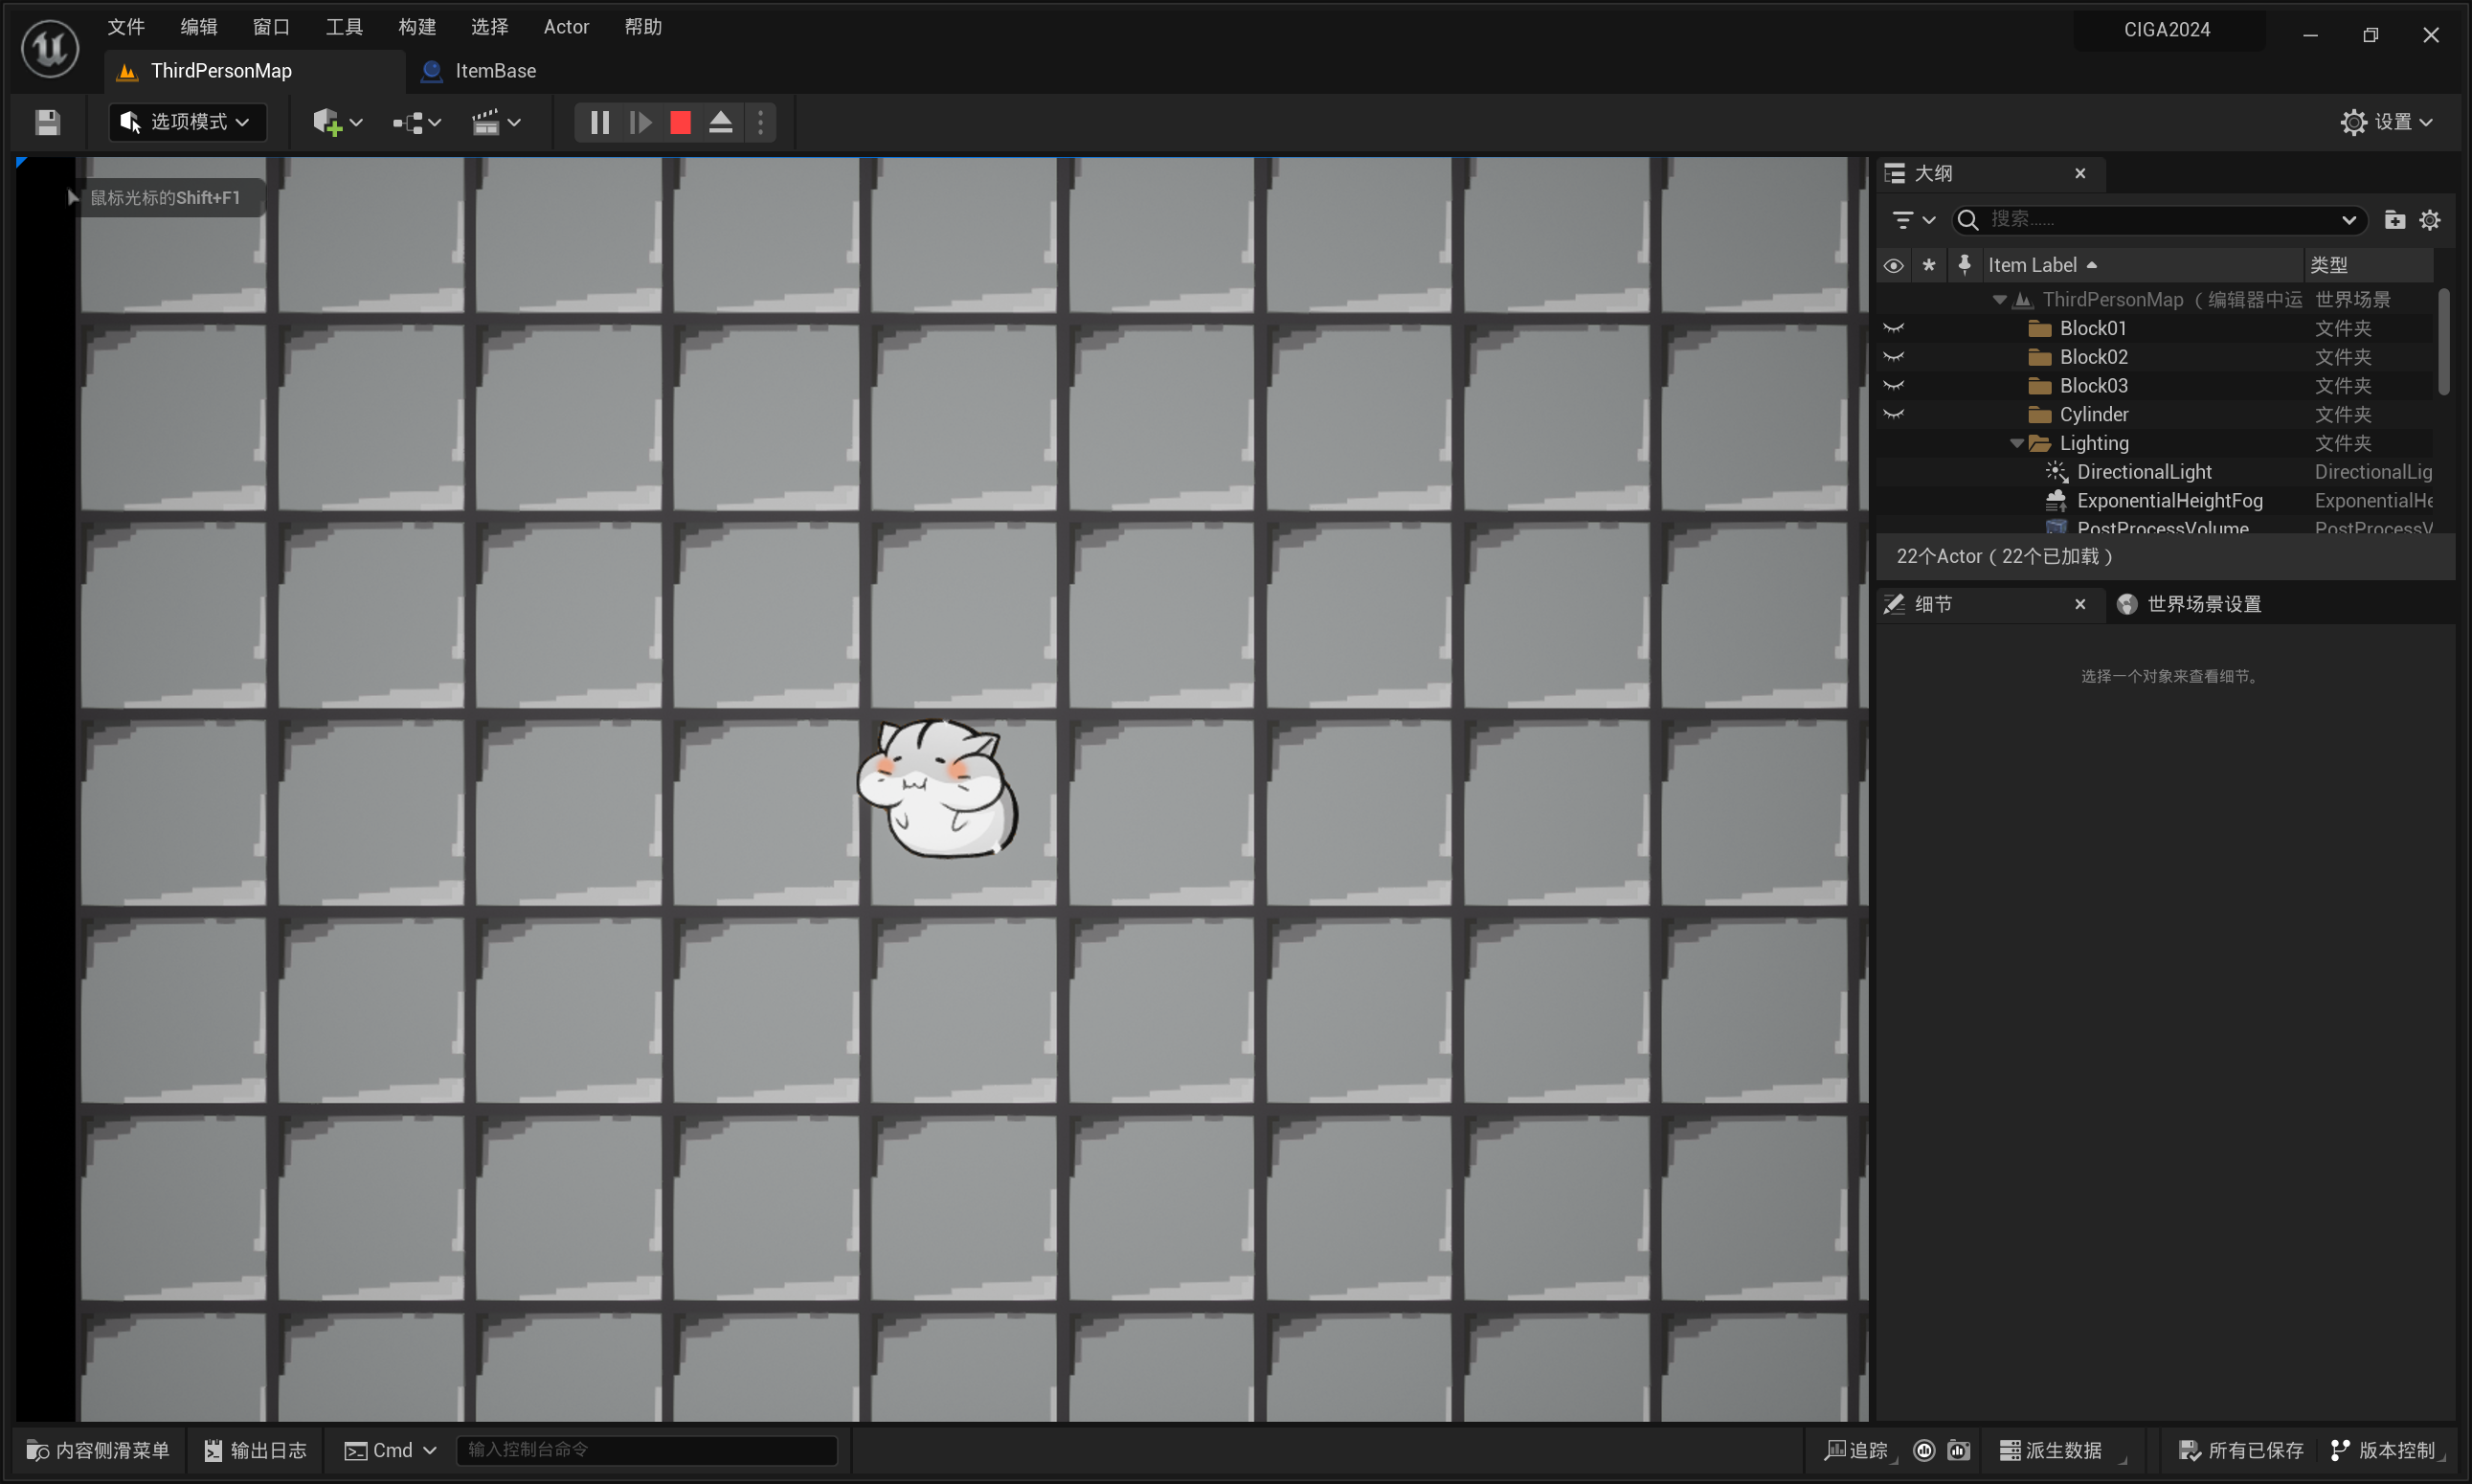 文件 编辑 窗口 工具 构建 选择 Actor 帮助 CIGA2024
ThirdPersonMap ItemBase
选项模式 设置
鼠标光标的Shift+F1
大纲
搜索......
Item Label 类型
ThirdPersonMap（编辑器中运 世界场景
Block01 文件夹
Block02 文件夹
Block03 文件夹
Cylinder 文件夹
Lighting 文件夹
DirectionalLight DirectionalLig
ExponentialHeightFog ExponentialHe
PostProcessVolume PostProcessV
22个Actor（22个已加载）
细节 世界场景设置
选择一个对象来查看细节。
内容侧滑菜单 输出日志 Cmd 输入控制台命令 追踪 派生数据 所有已保存 版本控制